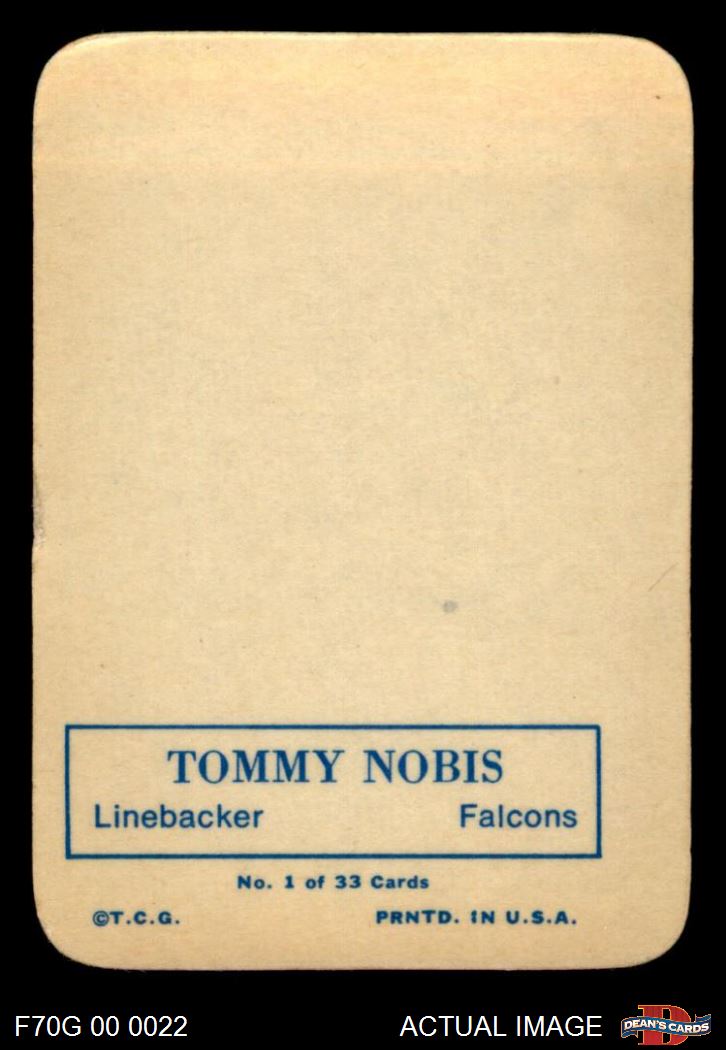 TOMMY NOBIS
Linebacker Falcons
No. 1 of 33 Cards
©T.C.G. PRNTD. IN U.S.A.
F70G 00 0022 ACTUAL IMAGE
D
DEAN'S CARDS